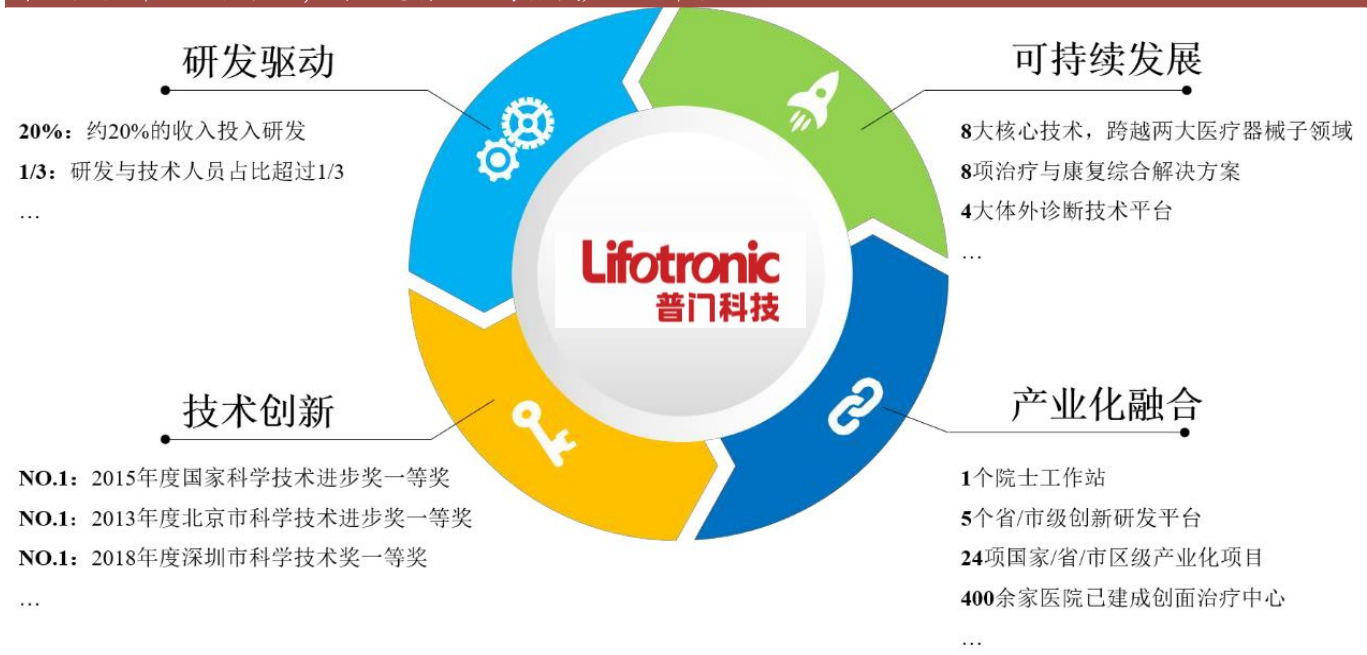 研发驱动
20%：约20%的收入投入研发
1/3：研发与技术人员占比超过1/3
…
可持续发展
8大核心技术，跨越两大医疗器械子领域
8项治疗与康复综合解决方案
4大体外诊断技术平台
…
Lifotronic
普门科技
技术创新
NO.1：2015年度国家科学技术进步奖一等奖
NO.1：2013年度北京市科学技术进步奖一等奖
NO.1：2018年度深圳市科学技术奖一等奖
…
产业化融合
1个院士工作站
5个省/市级创新研发平台
24项国家/省/市区级产业化项目
400余家医院已建成创面治疗中心
…